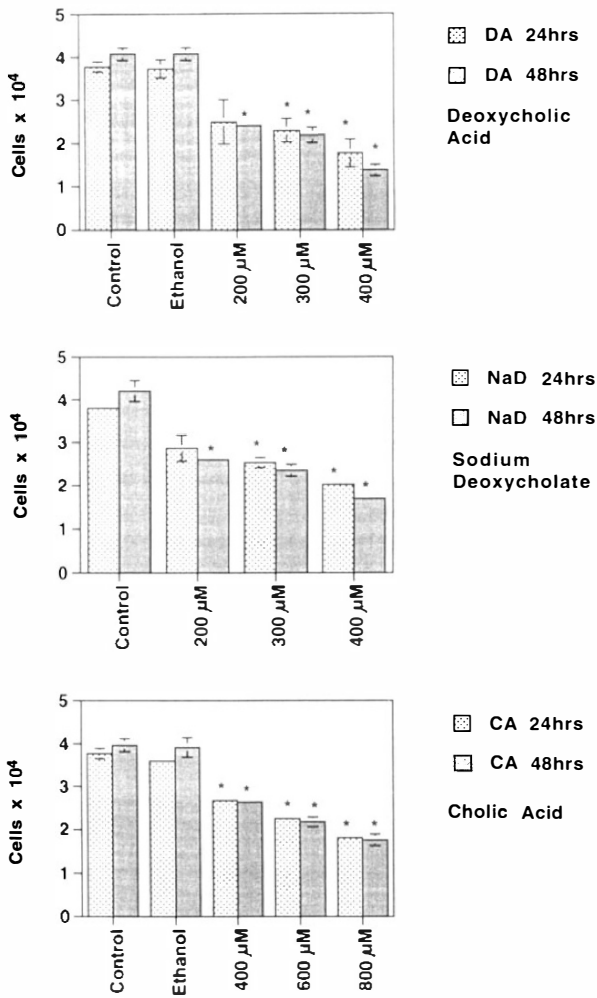 Cells x 10⁴
5
4
3
2
1
0
* * * * *
Control
Ethanol
200 µM
300 µM
400 µM
DA 24hrs
DA 48hrs
Deoxycholic
Acid
Cells x 10⁴
5
4
3
2
1
0
* * * * *
Control
200 µM
300 µM
400 µM
NaD 24hrs
NaD 48hrs
Sodium
Deoxycholate
Cells x 10⁴
5
4
3
2
1
0
* * * * * *
Control
Ethanol
400 µM
600 µM
800 µM
CA 24hrs
CA 48hrs
Cholic Acid